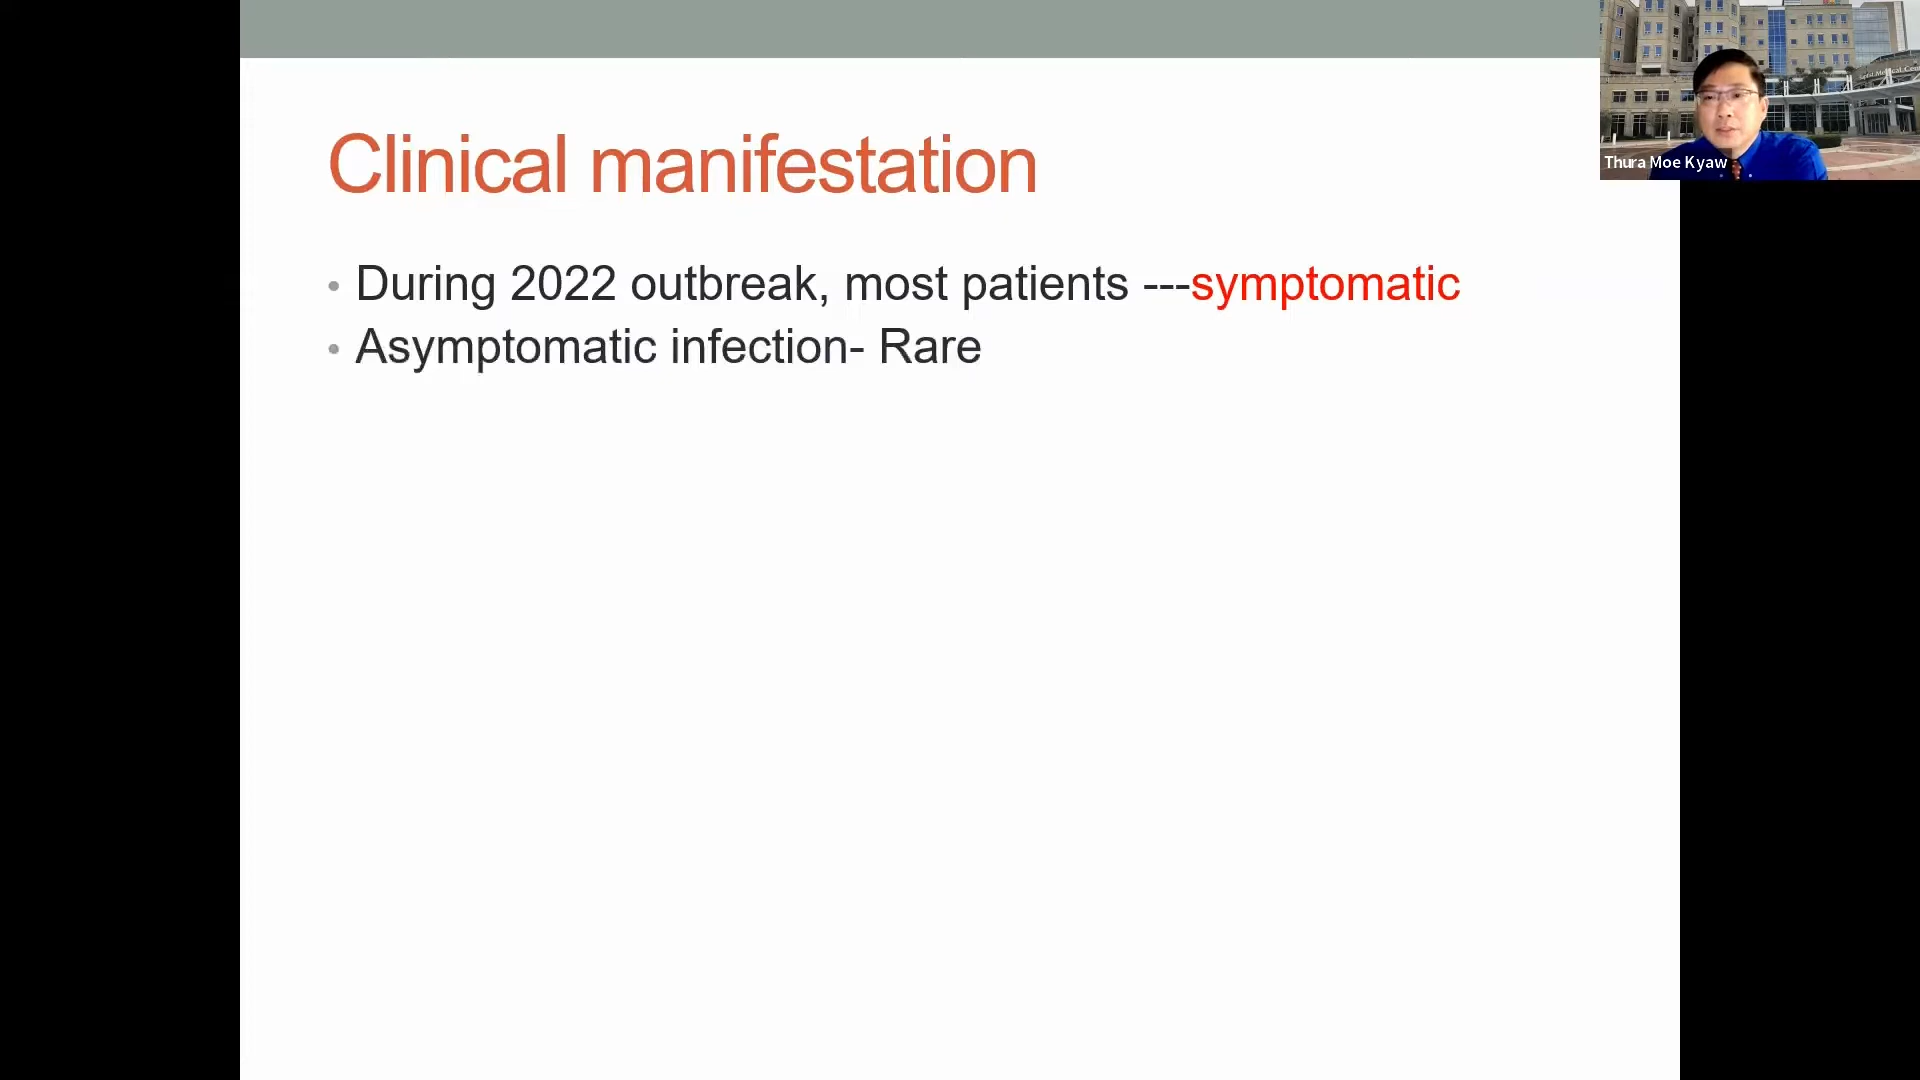 Clinical manifestation
• During 2022 outbreak, most patients ---symptomatic
• Asymptomatic infection- Rare
Thura Moe Kyaw